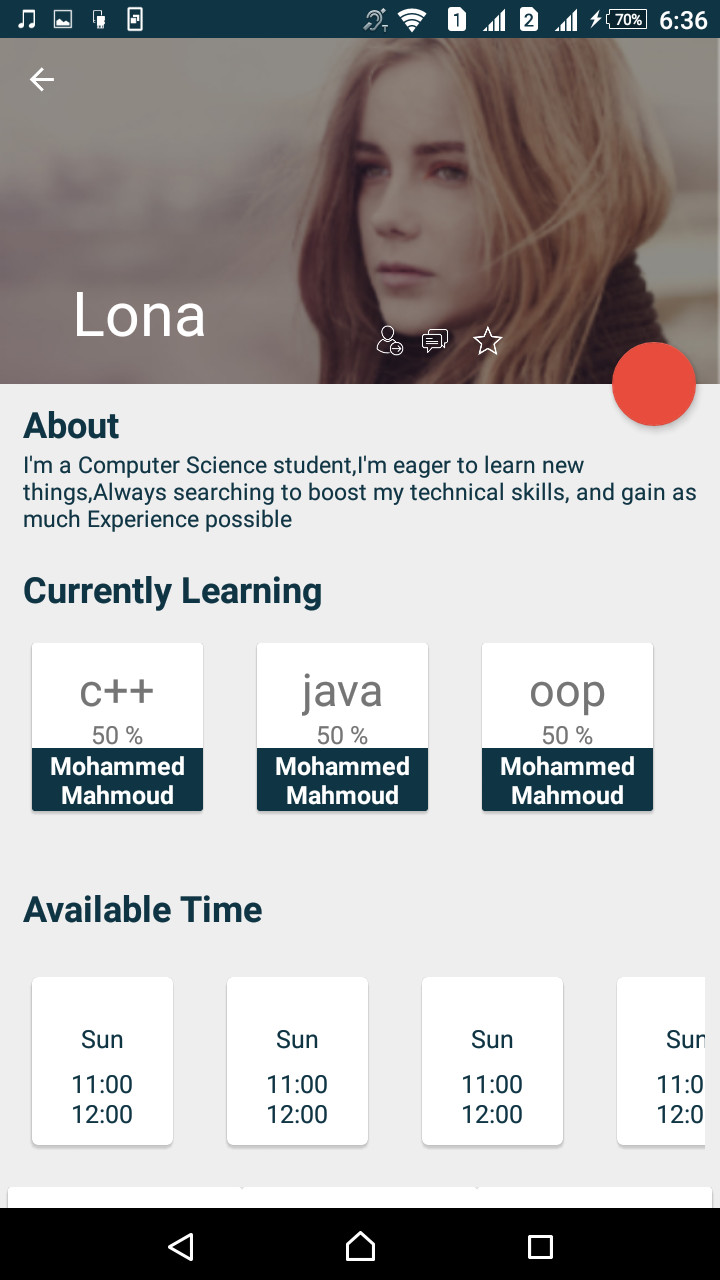 1 2 70% 6:36
Lona
About
I'm a Computer Science student,I'm eager to learn new
things,Always searching to boost my technical skills, and gain as
much Experience possible
Currently Learning
c++ java oop
50 % 50 % 50 %
Mohammed Mohammed Mohammed
Mahmoud Mahmoud Mahmoud
Available Time
Sun Sun Sun Sun
11:00 11:00 11:00 11:0
12:00 12:00 12:00 12:0